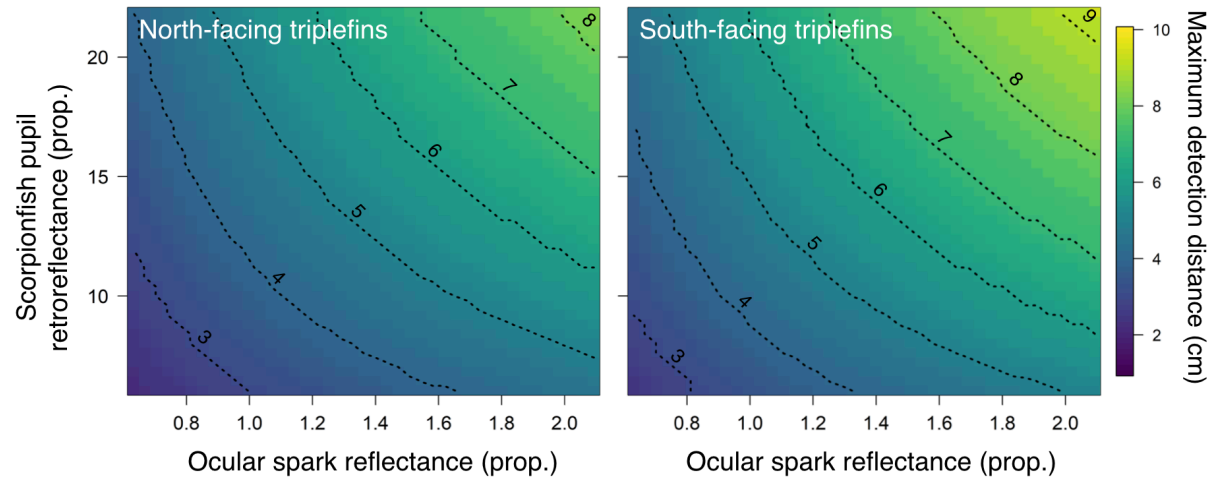 North-facing triplefins
South-facing triplefins
Scorpionfish pupil
retroreflectance (prop.)
20
15
10
3
4
5
6
7
8
3
4
5
6
7
8
9
0.8 1.0 1.2 1.4 1.6 1.8 2.0
0.8 1.0 1.2 1.4 1.6 1.8 2.0
Ocular spark reflectance (prop.)
Ocular spark reflectance (prop.)
10
8
6
4
2
Maximum detection distance (cm)